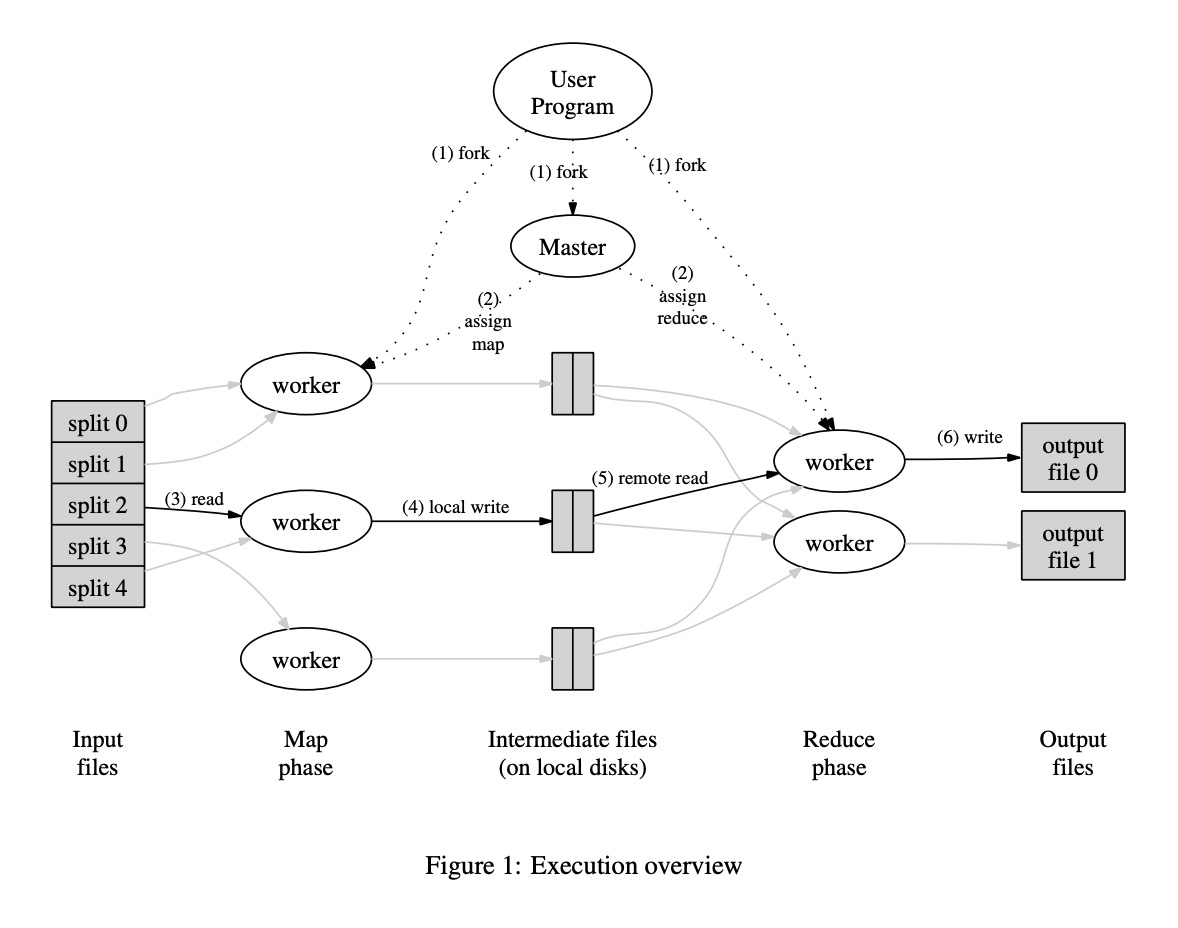 User
Program
(1) fork
(1) fork
(1) fork
Master
(2)
assign
map
(2)
assign
reduce
worker
split 0
split 1
split 2
split 3
split 4
(3) read
worker
(4) local write
(5) remote read
worker
(6) write
output
file 0
worker
output
file 1
worker
Input
files
Map
phase
Intermediate files
(on local disks)
Reduce
phase
Output
files
Figure 1: Execution overview